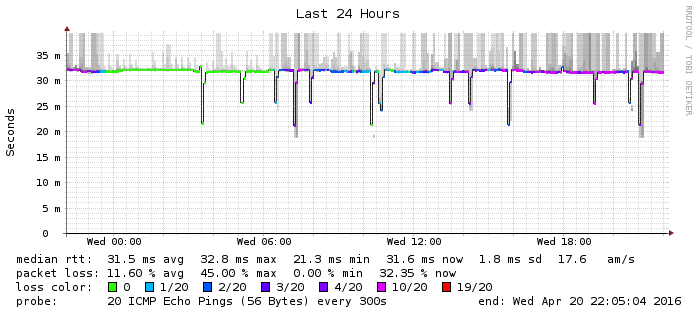 Last 24 Hours
RRDTOOL / TOBI OETIKER
Seconds
35 m
30 m
25 m
20 m
15 m
10 m
5 m
0
Wed 00:00 Wed 06:00 Wed 12:00 Wed 18:00
median rtt: 31.5 ms avg 32.8 ms max 21.3 ms min 31.6 ms now 1.8 ms sd 17.6 am/s
packet loss: 11.60 % avg 45.00 % max 0.00 % min 32.35 % now
loss color: 0 1/20 2/20 3/20 4/20 10/20 19/20
probe: 20 ICMP Echo Pings (56 Bytes) every 300s end: Wed Apr 20 22:05:04 2016